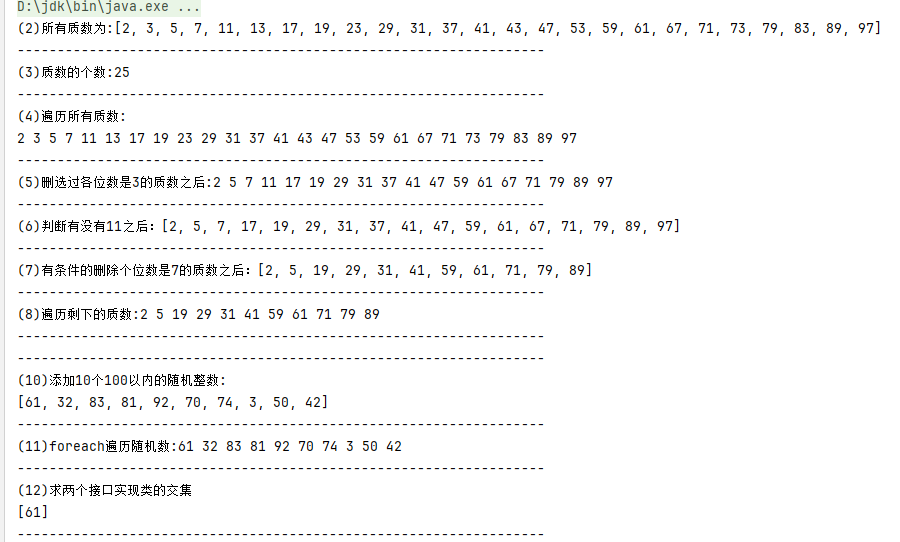 D:\jdk\bin\java.exe ...
(2)所有质数为:[2, 3, 5, 7, 11, 13, 17, 19, 23, 29, 31, 37, 41, 43, 47, 53, 59, 61, 67, 71, 73, 79, 83, 89, 97]
------------------------------------------------------------------
(3)质数的个数:25
------------------------------------------------------------------
(4)遍历所有质数:
2 3 5 7 11 13 17 19 23 29 31 37 41 43 47 53 59 61 67 71 73 79 83 89 97
------------------------------------------------------------------
(5)删选过各位数是3的质数之后:2 5 7 11 17 19 29 31 37 41 47 59 61 67 71 79 89 97
------------------------------------------------------------------
(6)判断有没有11之后：[2, 5, 7, 17, 19, 29, 31, 37, 41, 47, 59, 61, 67, 71, 79, 89, 97]
------------------------------------------------------------------
(7)有条件的删除个位数是7的质数之后：[2, 5, 19, 29, 31, 41, 59, 61, 71, 79, 89]
------------------------------------------------------------------
(8)遍历剩下的质数:2 5 19 29 31 41 59 61 71 79 89
------------------------------------------------------------------
------------------------------------------------------------------
(10)添加10个100以内的随机整数:
[61, 32, 83, 81, 92, 70, 74, 3, 50, 42]
------------------------------------------------------------------
(11)foreach遍历随机数:61 32 83 81 92 70 74 3 50 42
------------------------------------------------------------------
(12)求两个接口实现类的交集
[61]
------------------------------------------------------------------